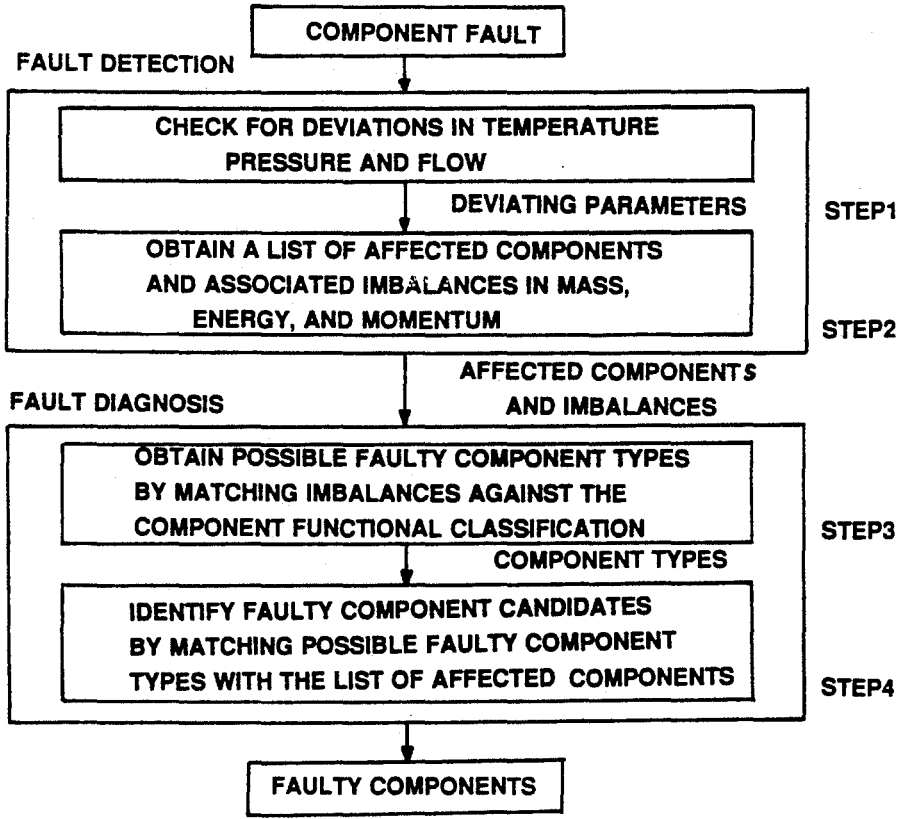 COMPONENT FAULT
FAULT DETECTION
CHECK FOR DEVIATIONS IN TEMPERATURE
PRESSURE AND FLOW
DEVIATING PARAMETERS
STEP1
OBTAIN A LIST OF AFFECTED COMPONENTS
AND ASSOCIATED IMBALANCES IN MASS,
ENERGY, AND MOMENTUM
STEP2
AFFECTED COMPONENTS
AND IMBALANCES
FAULT DIAGNOSIS
OBTAIN POSSIBLE FAULTY COMPONENT TYPES
BY MATCHING IMBALANCES AGAINST THE
COMPONENT FUNCTIONAL CLASSIFICATION
STEP3
COMPONENT TYPES
IDENTIFY FAULTY COMPONENT CANDIDATES
BY MATCHING POSSIBLE FAULTY COMPONENT
TYPES WITH THE LIST OF AFFECTED COMPONENTS
STEP4
FAULTY COMPONENTS